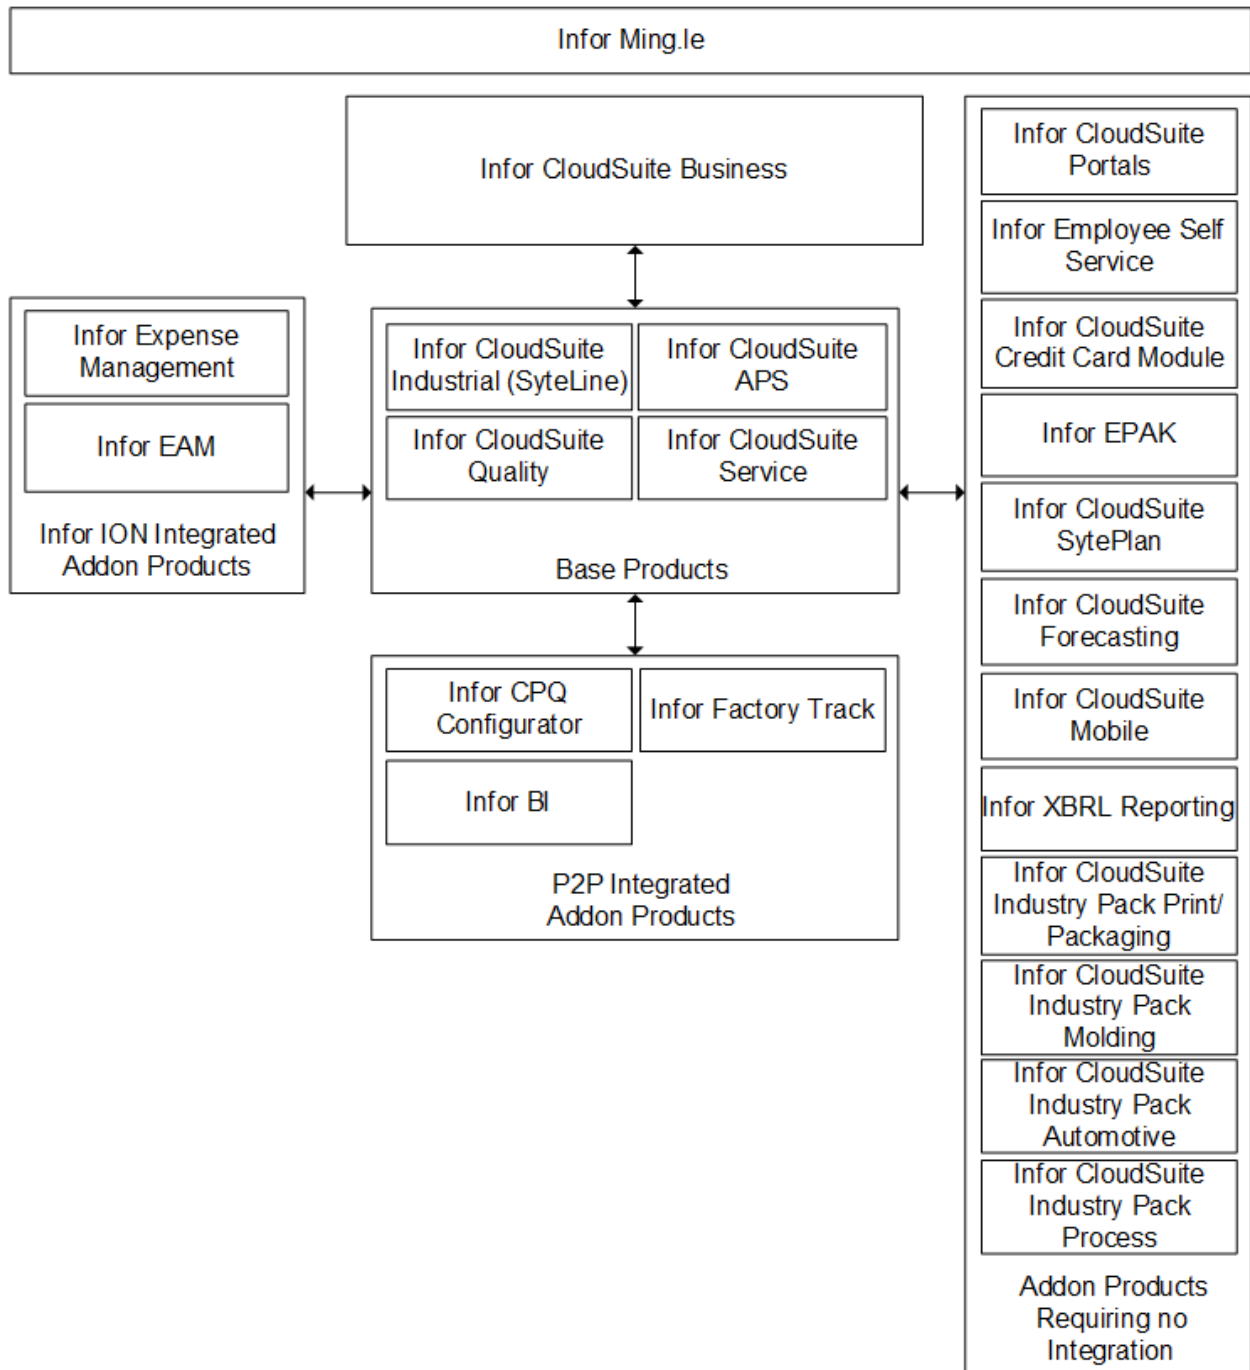 Infor Ming.le
Infor CloudSuite Business
Infor Expense
Management
Infor EAM
Infor ION Integrated
Addon Products
Infor CloudSuite
Industrial (SyteLine)
Infor CloudSuite
APS
Infor CloudSuite
Quality
Infor CloudSuite
Service
Base Products
Infor CPQ
Configurator
Infor Factory Track
Infor BI
P2P Integrated
Addon Products
Infor CloudSuite
Portals
Infor Employee Self
Service
Infor CloudSuite
Credit Card Module
Infor EPAK
Infor CloudSuite
SytePlan
Infor CloudSuite
Forecasting
Infor CloudSuite
Mobile
Infor XBRL Reporting
Infor CloudSuite
Industry Pack Print/
Packaging
Infor CloudSuite
Industry Pack
Molding
Infor CloudSuite
Industry Pack
Automotive
Infor CloudSuite
Industry Pack
Process
Addon Products
Requiring no
Integration